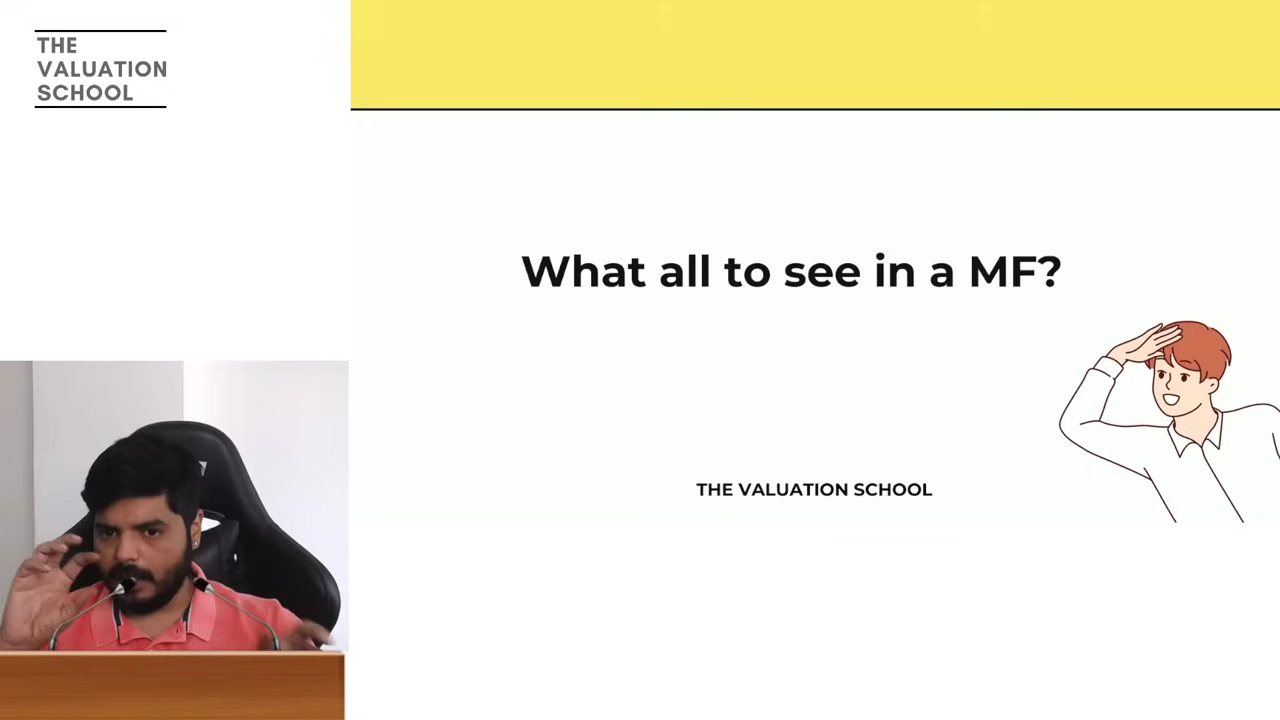 THE
VALUATION
SCHOOL
What all to see in a MF?
THE VALUATION SCHOOL